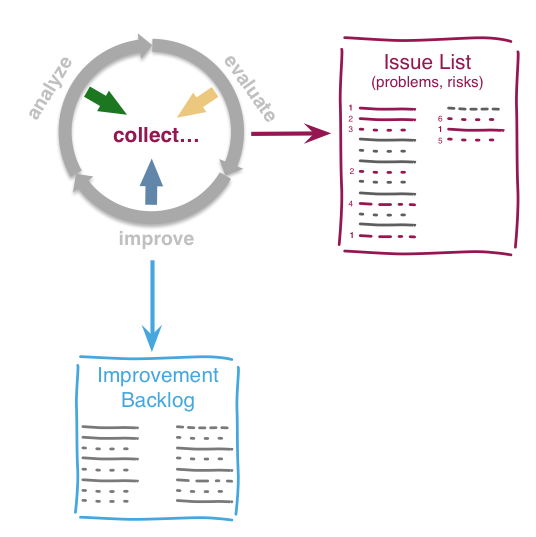 analyze
evaluate
collect...
improve
Issue List
(problems, risks)
1
2
3
2
4
1
6
1
5
Improvement
Backlog